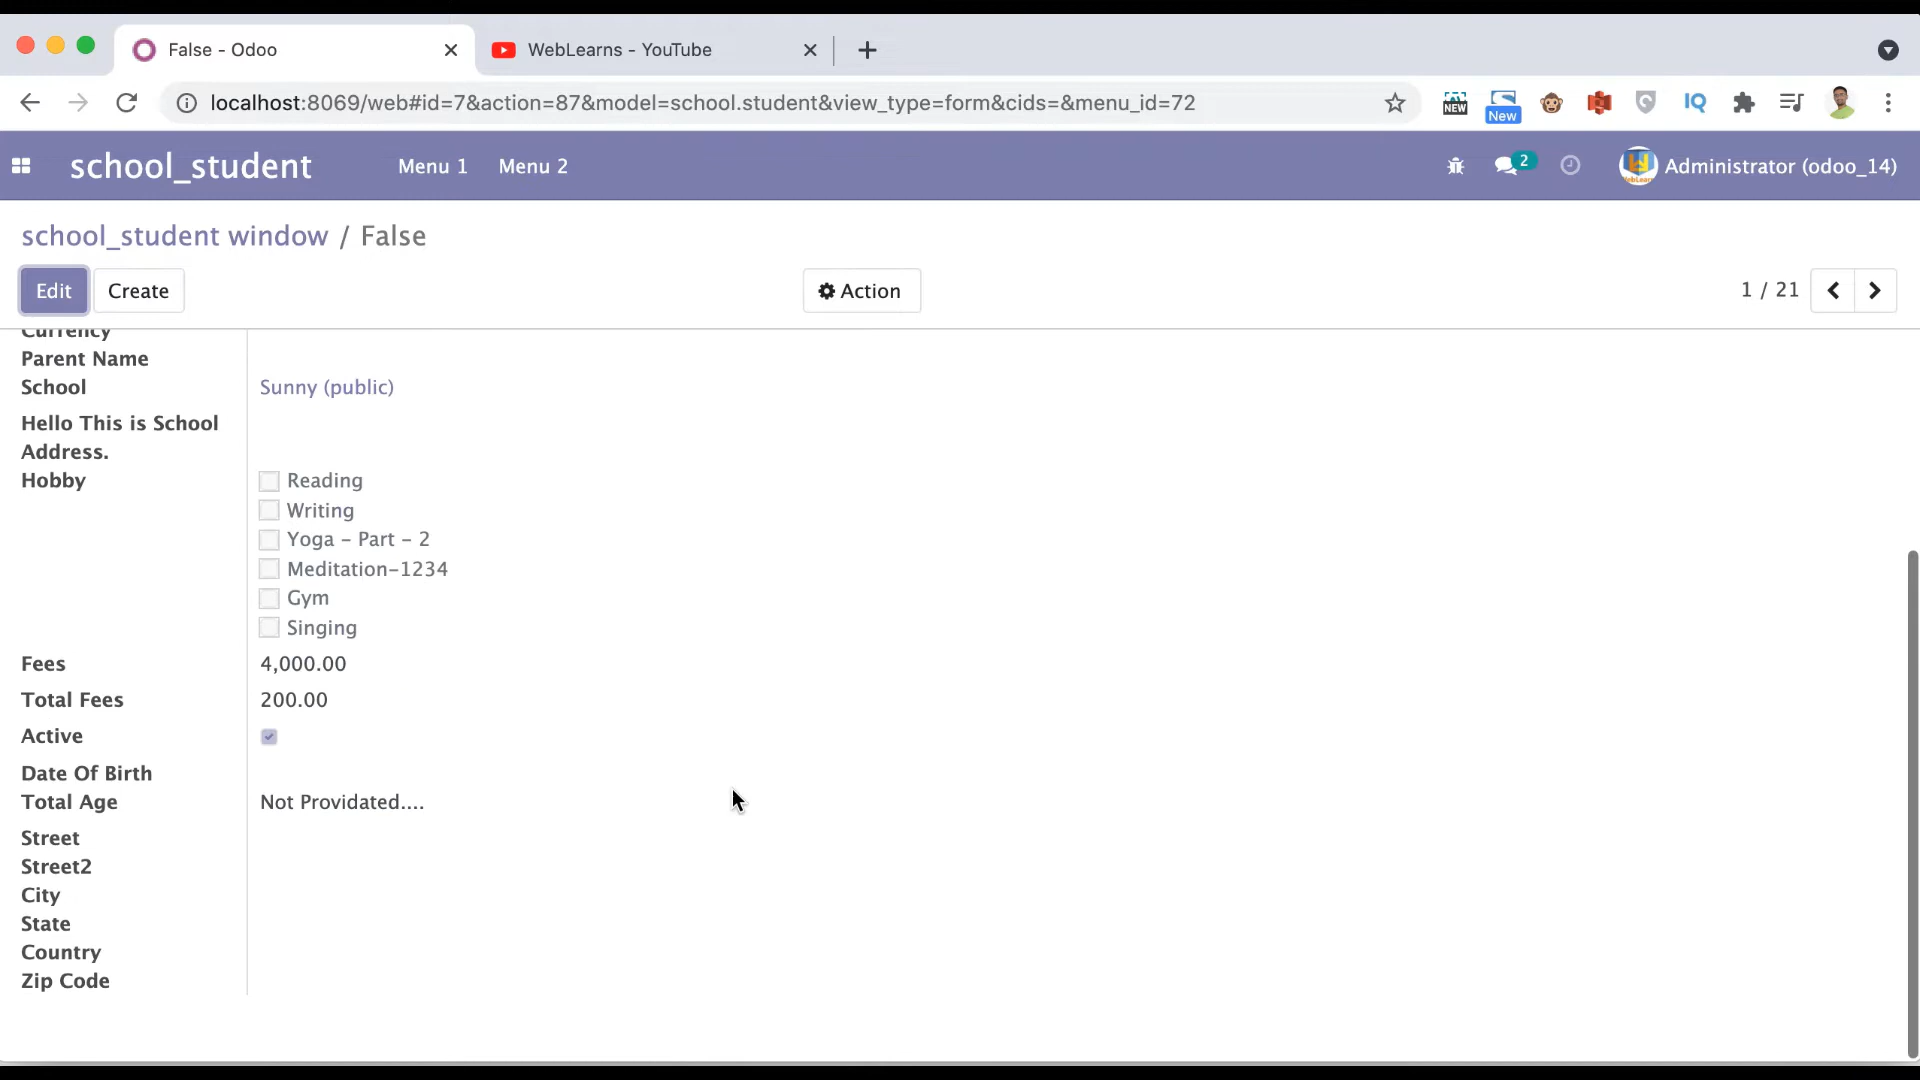 False - Odoo
WebLearns - YouTube
localhost:8069/web#id=7&action=87&model=school.student&view_type=form&cids=&menu_id=72
NEW
New
IQ
school_student
Menu 1
Menu 2
2
Administrator (odoo_14)
school_student window / False
Edit
Create
Action
1 / 21
Currency
Parent Name
School
Sunny (public)
Hello This is School
Address.
Hobby
Reading
Writing
Yoga - Part - 2
Meditation-1234
Gym
Singing
Fees
4,000.00
Total Fees
200.00
Active
Date Of Birth
Total Age
Not Providated....
Street
Street2
City
State
Country
Zip Code